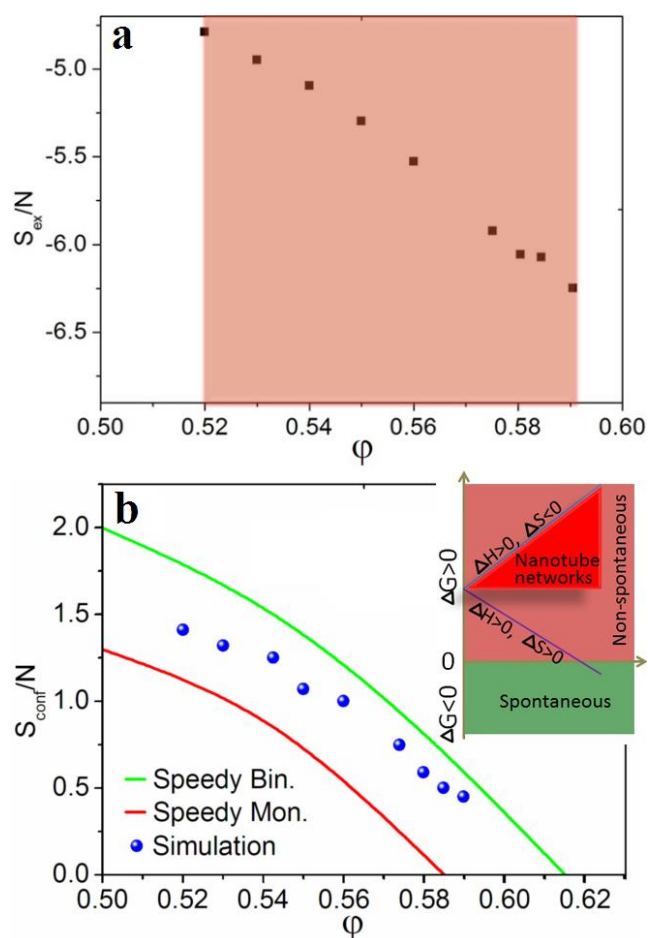 a
-5.0
-5.5
-6.0
-6.5
S_ex/N
0.50 0.52 0.54 0.56 0.58 0.60
φ
b
2.0
1.5
1.0
0.5
0.0
S_conf/N
Speedy Bin.
Speedy Mon.
Simulation
0.50 0.52 0.54 0.56 0.58 0.60 0.62
φ
ΔG>0
0
ΔG<0
ΔH>0, ΔS<0
Nanotube
networks
ΔH>0, ΔS>0
Non-spontaneous
Spontaneous